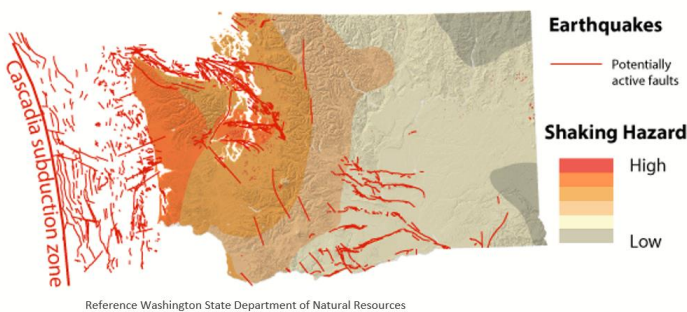 Cascadia subduction zone
Earthquakes
Potentially
active faults
Shaking Hazard
High
Low
Reference Washington State Department of Natural Resources